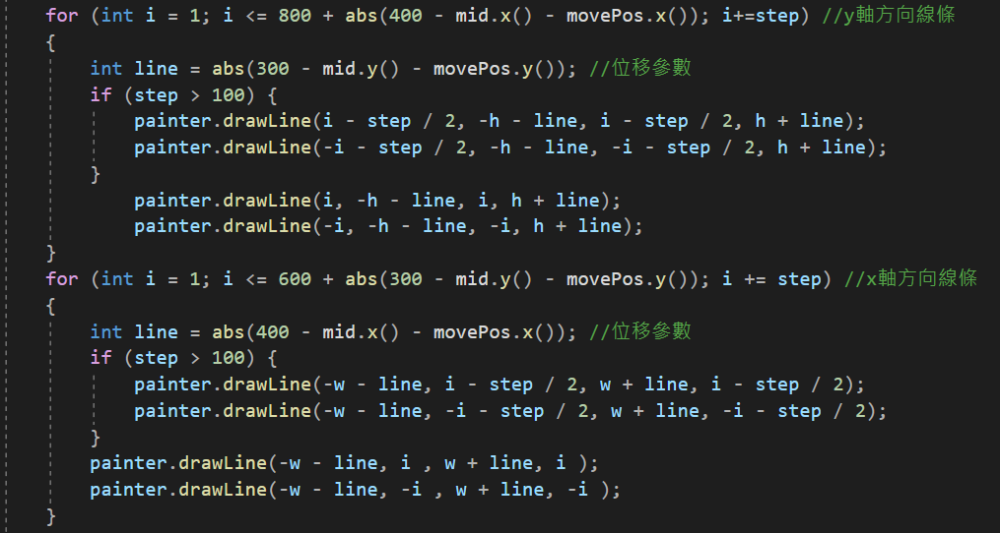 for (int i = 1; i <= 800 + abs(400 - mid.x() - movePos.x()); i+=step) //y軸方向線條
{
int line = abs(300 - mid.y() - movePos.y()); //位移參數
if (step > 100) {
painter.drawLine(i - step / 2, -h - line, i - step / 2, h + line);
painter.drawLine(-i - step / 2, -h - line, -i - step / 2, h + line);
}
painter.drawLine(i, -h - line, i, h + line);
painter.drawLine(-i, -h - line, -i, h + line);
}
for (int i = 1; i <= 600 + abs(300 - mid.y() - movePos.y()); i += step) //x軸方向線條
{
int line = abs(400 - mid.x() - movePos.x()); //位移參數
if (step > 100) {
painter.drawLine(-w - line, i - step / 2, w + line, i - step / 2);
painter.drawLine(-w - line, -i - step / 2, w + line, -i - step / 2);
}
painter.drawLine(-w - line, i , w + line, i );
painter.drawLine(-w - line, -i , w + line, -i );
}